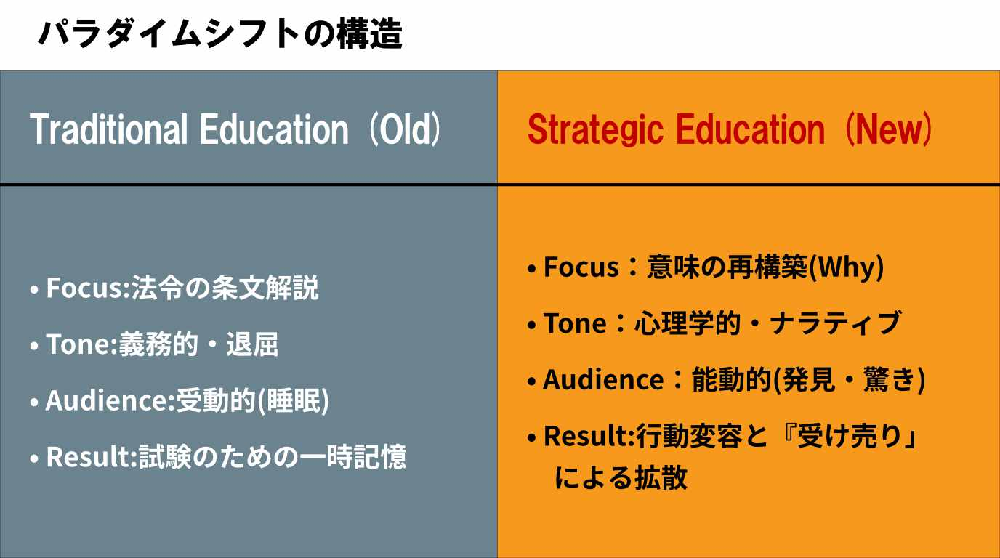 パラダイムシフトの構造
Traditional Education（Old）
• Focus:法令の条文解説
• Tone:義務的・退屈
• Audience:受動的(睡眠)
• Result:試験のための一時記憶
Strategic Education（New）
• Focus：意味の再構築(Why)
• Tone：心理学的・ナラティブ
• Audience：能動的(発見・驚き)
• Result:行動変容と『受け売り」
による拡散